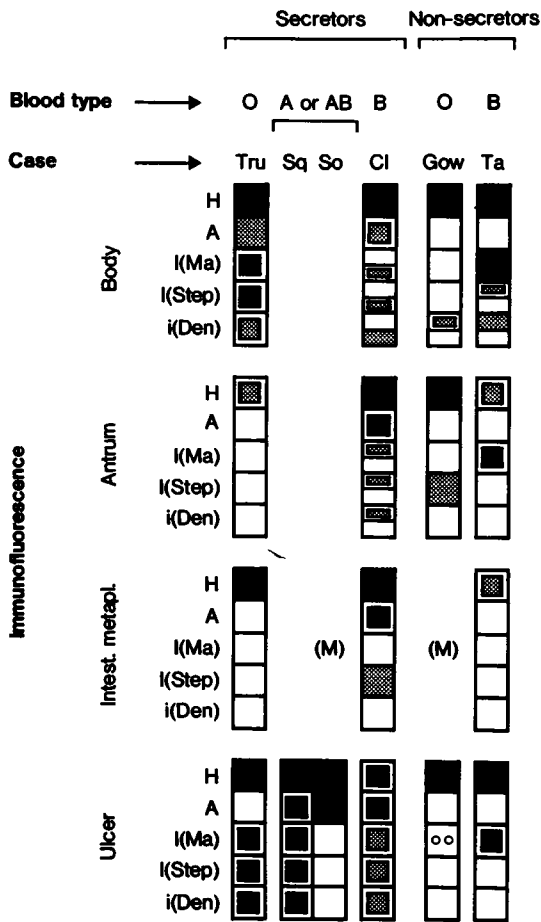 Secretors Non-secretors
Blood type O A or AB B O B
Case Tru Sq So Cl Gow Ta
Immunofluorescence
Body
H
A
I(Ma)
I(Step)
i(Den)
Antrum
H
A
I(Ma)
I(Step)
i(Den)
Intest. metapl.
H
A
I(Ma) (M) (M)
I(Step)
i(Den)
Ulcer
H
A
I(Ma)
I(Step)
i(Den)